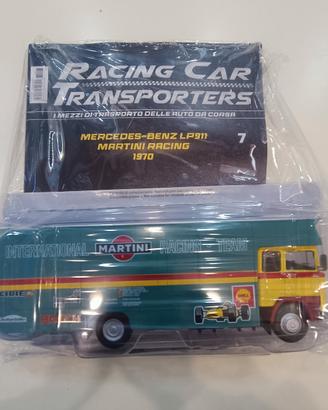 RACING CAR
TRANSPORTERS
I MEZZI DI TRASPORTO DELLE AUTO DA CORSA
MERCEDES-BENZ LP911
MARTINI RACING
1970
7
INTERNATIONAL MARTINI RACING TEAM
SHELL